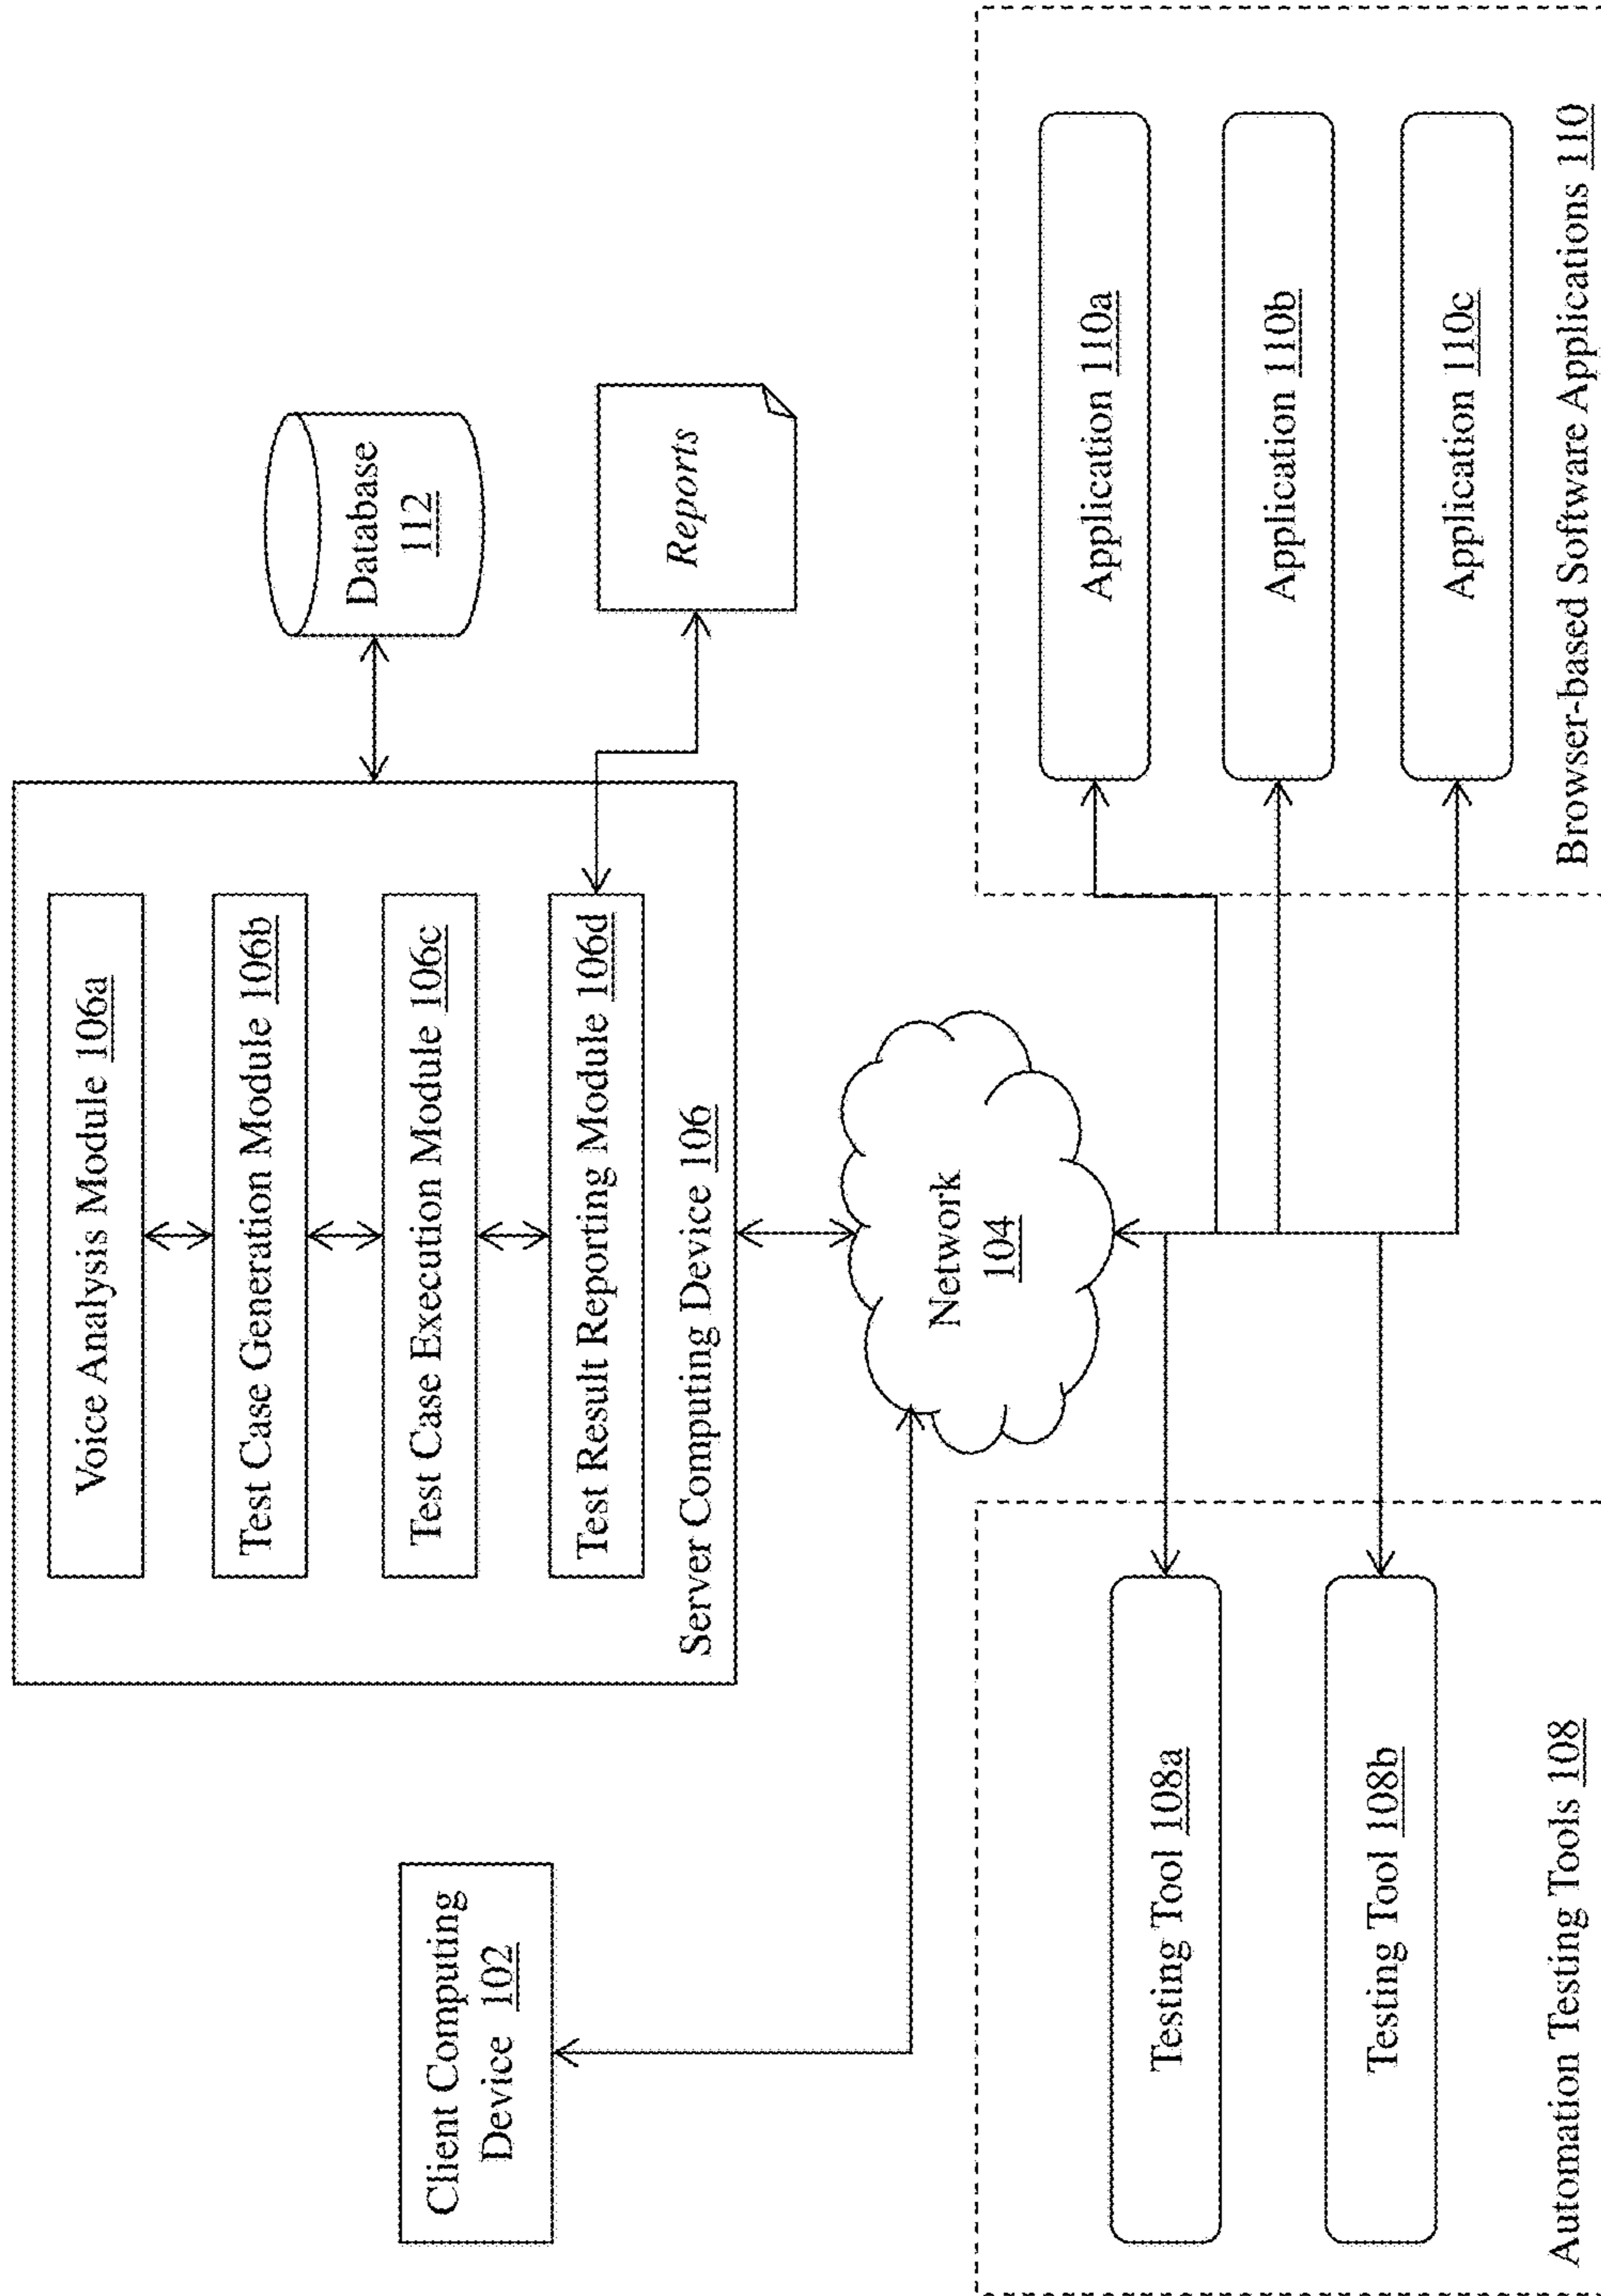 Voice Analysis Module 106a
Test Case Generation Module 106b
Test Case Execution Module 106c
Test Result Reporting Module 106d
Server Computing Device 106
Database
112
Reports
Client Computing
Device 102
Network
104
Testing Tool 108a
Testing Tool 108b
Automation Testing Tools 108
Application 110a
Application 110b
Application 110c
Browser-based Software Applications 110